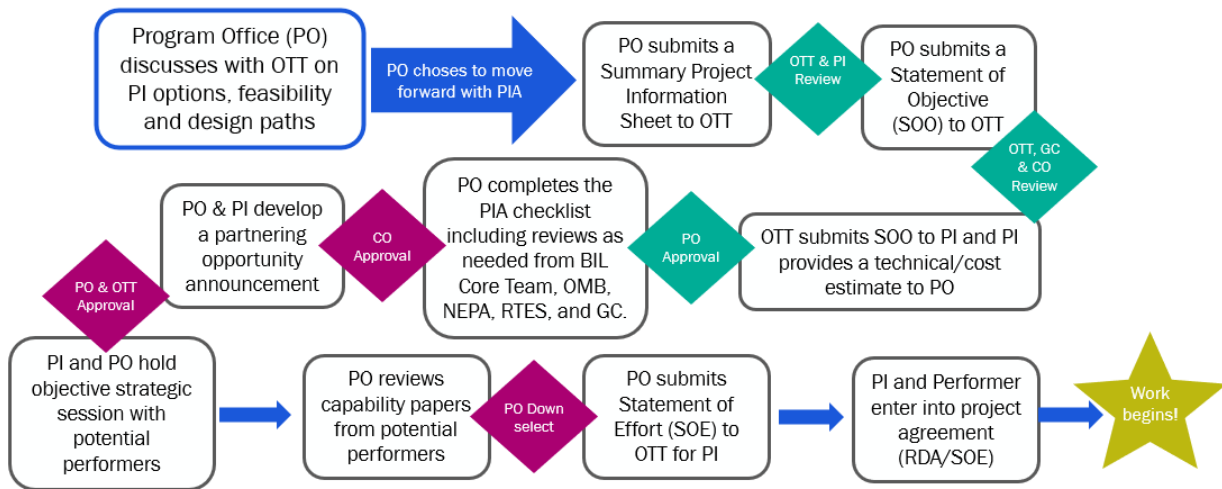 Program Office (PO)
discusses with OTT on
PI options, feasibility
and design paths
PO choses to move
forward with PIA
PO submits a
Summary Project
Information
Sheet to OTT
OTT & PI
Review
PO submits a
Statement of
Objective
(SOO) to OTT
OTT, GC
& CO
Review
OTT submits SOO to PI and PI
provides a technical/cost
estimate to PO
PO
Approval
PO completes the
PIA checklist
including reviews as
needed from BIL
Core Team, OMB,
NEPA, RTES, and GC.
CO
Approval
PO & PI develop
a partnering
opportunity
announcement
PO & OTT
Approval
PI and PO hold
objective strategic
session with
potential
performers
PO reviews
capability papers
from potential
performers
PO Down
select
PO submits
Statement of
Effort (SOE) to
OTT for PI
PI and Performer
enter into project
agreement
(RDA/SOE)
Work
begins!